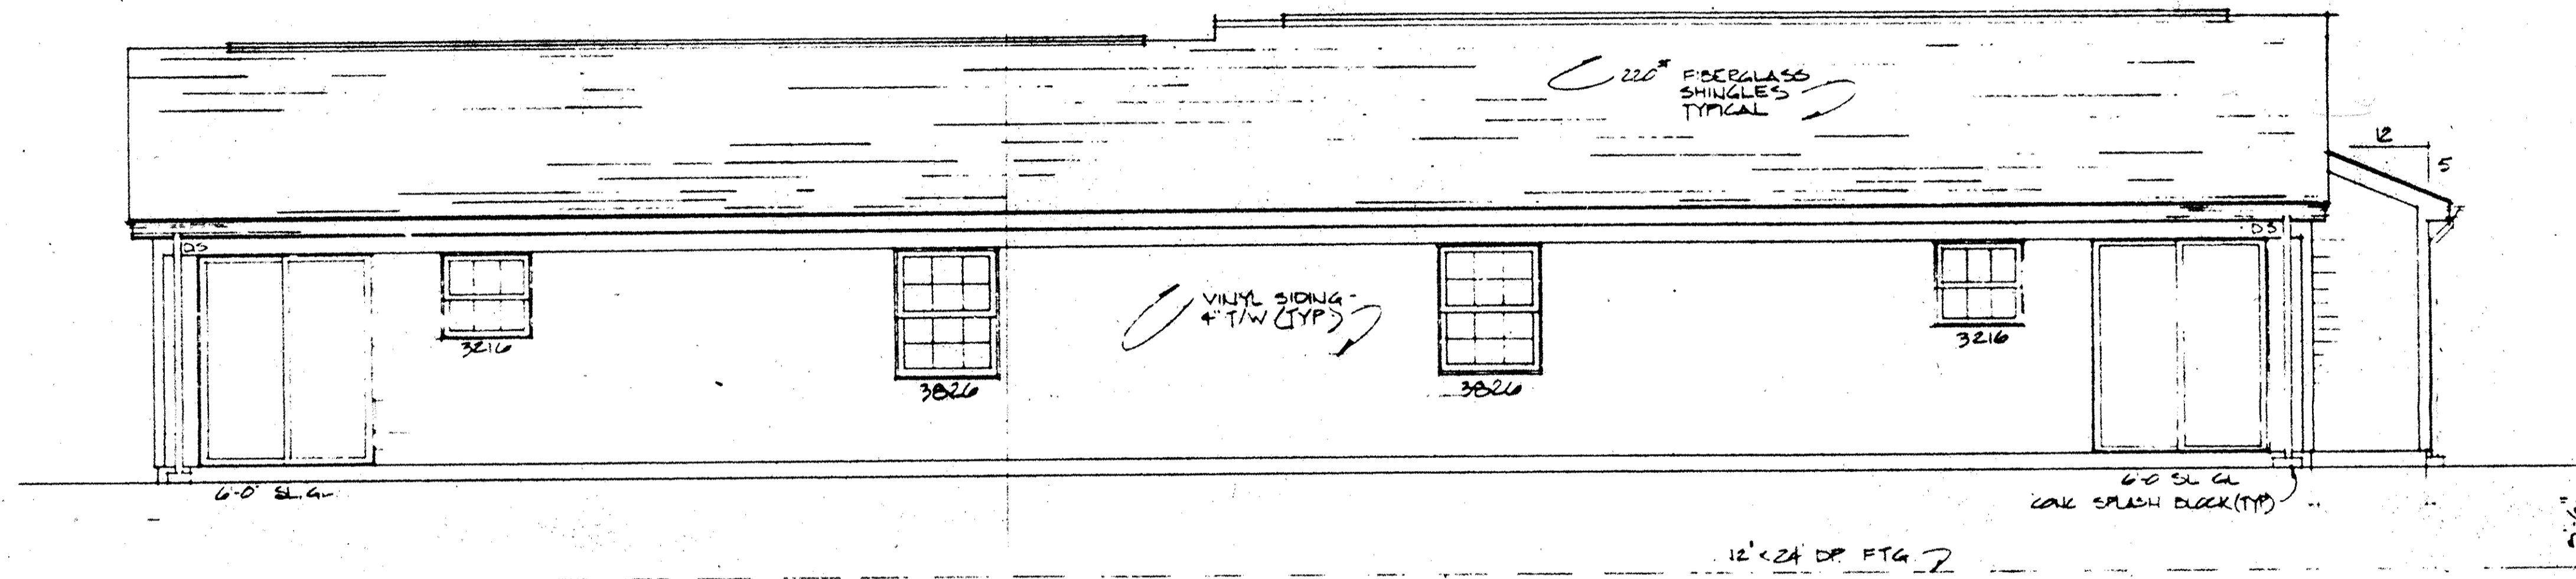 220# FIBERGLASS
SHINGLES
TYPICAL
12
5
DS
DS
VINYL SIDING -
4" T/W (TYP.)
3216
3826
3826
3216
6-0 SL. GL
6-0 SL GL
CONC SPLASH BLOCK (TYP)
12" x 24" DP. FTG.